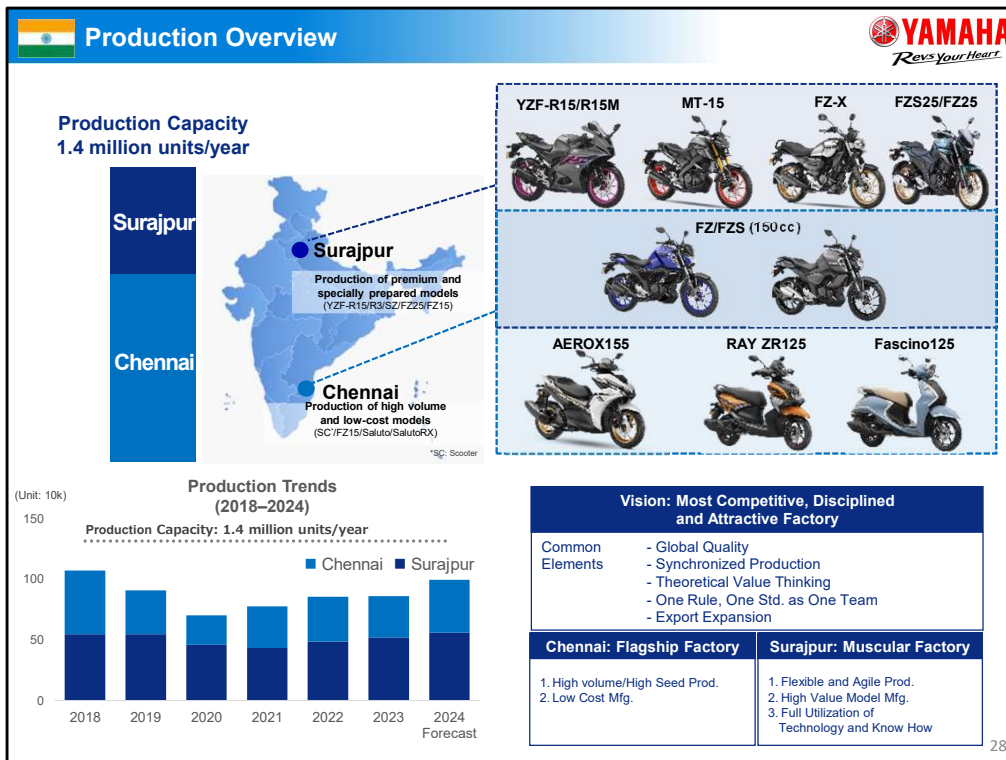 Production Overview
YAMAHA
Revs Your Heart
Production Capacity
1.4 million units/year
Surajpur
Chennai
Surajpur
Production of premium and
specially prepared models
(YZF-R15/R3/SZ/FZ25/FZ15)
Chennai
Production of high volume
and low-cost models
(SC*/FZ15/Saluto/SalutoRX)
*SC: Scooter
YZF-R15/R15M MT-15 FZ-X FZS25/FZ25
FZ/FZS (150cc)
AEROX155 RAY ZR125 Fascino125
Production Trends
(2018–2024)
(Unit: 10k)
Production Capacity: 1.4 million units/year
Chennai Surajpur
150
100
50
0
2018 2019 2020 2021 2022 2023 2024
Forecast
Vision: Most Competitive, Disciplined
and Attractive Factory
Common - Global Quality
Elements - Synchronized Production
- Theoretical Value Thinking
- One Rule, One Std. as One Team
- Export Expansion
Chennai: Flagship Factory
1. High volume/High Seed Prod.
2. Low Cost Mfg.
Surajpur: Muscular Factory
1. Flexible and Agile Prod.
2. High Value Model Mfg.
3. Full Utilization of
Technology and Know How
28